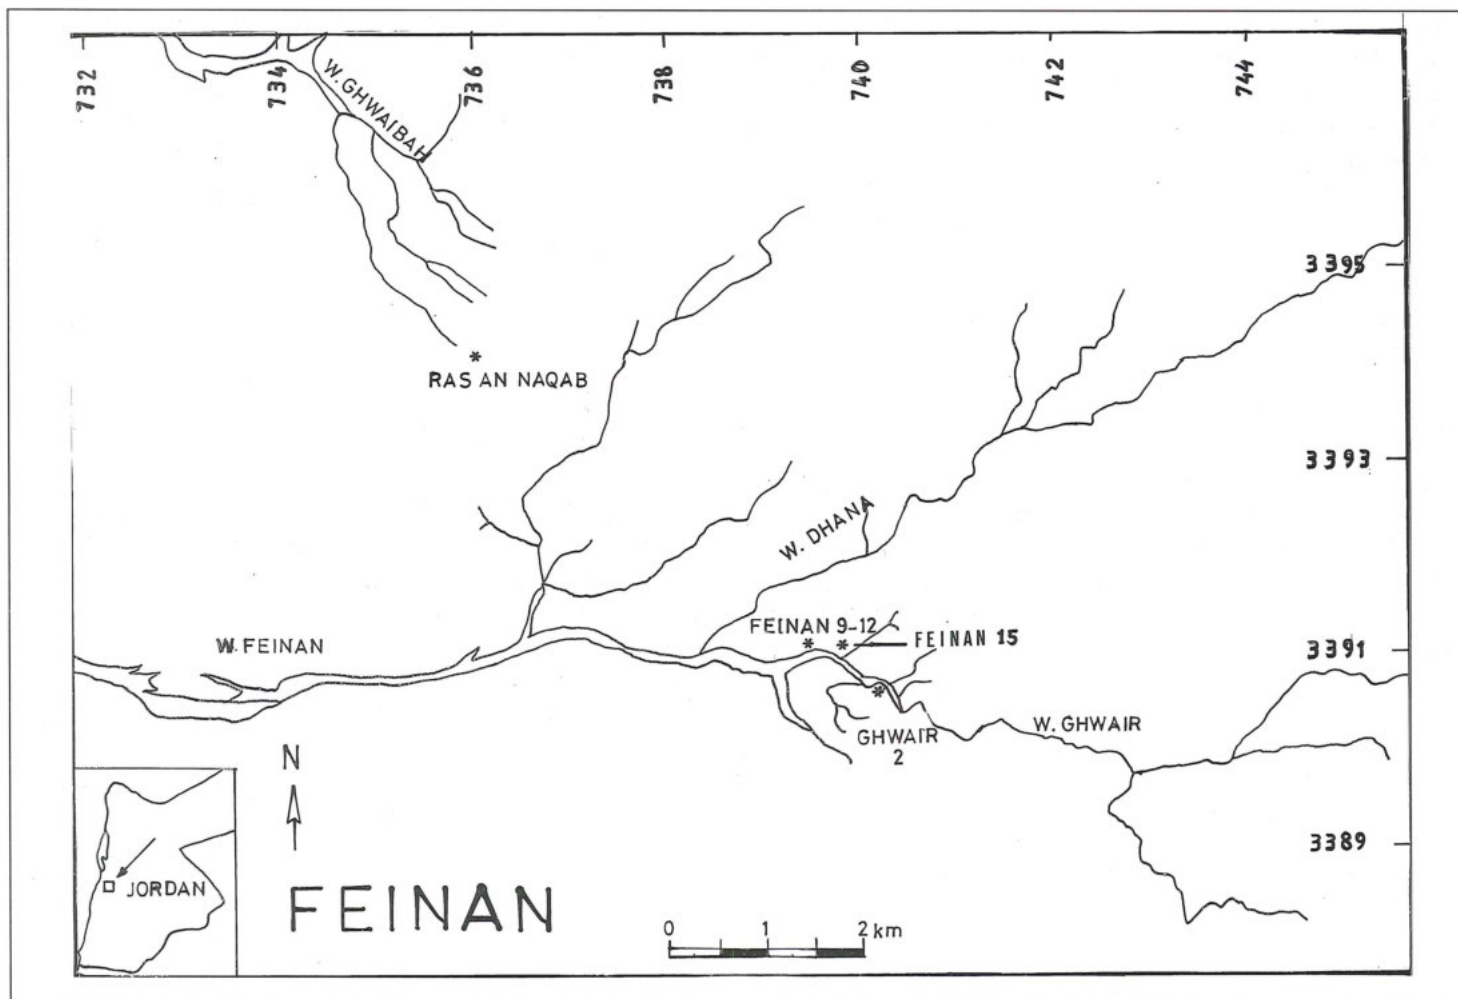 732
734
736
738
740
742
744
W. GHWAIBAH
3395
RAS AN NAQAB
3393
W. DHANA
FEINAN 9-12
FEINAN 15
W. FEINAN
3391
W. GHWAIR
GHWAIR
2
N
3389
JORDAN
FEINAN
0 1 2 km